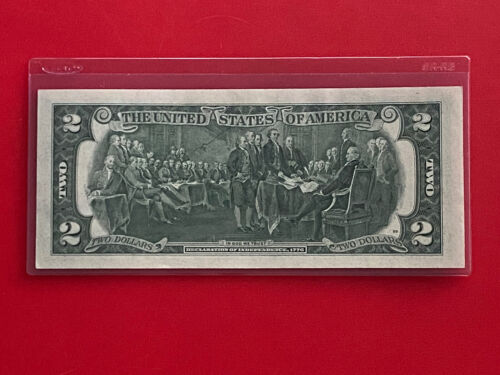 THE UNITED STATES OF AMERICA
2
2
TWO
TWO
2
2
TWO DOLLARS
IN GOD WE TRUST
TWO DOLLARS
DECLARATION OF INDEPENDENCE, 1776